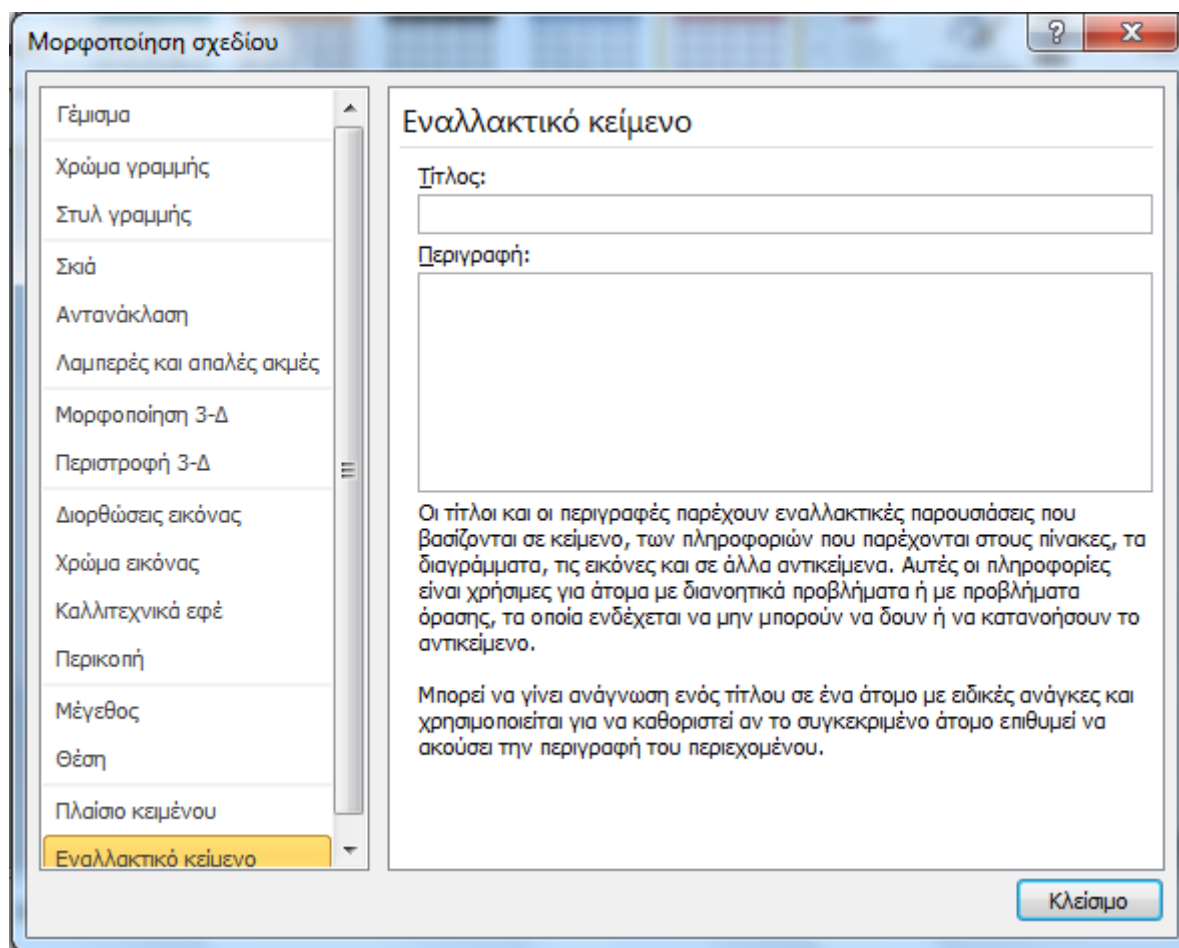 Μορφοποίηση σχεδίου
Γέμισμα
Χρώμα γραμμής
Στυλ γραμμής
Σκιά
Αντανάκλαση
Λαμπερές και απαλές ακμές
Μορφοποίηση 3-Δ
Περιστροφή 3-Δ
Διορθώσεις εικόνας
Χρώμα εικόνας
Καλλιτεχνικά εφέ
Περικοπή
Μέγεθος
Θέση
Πλαίσιο κειμένου
Εναλλακτικό κείμενο
Εναλλακτικό κείμενο
Τίτλος:
Περιγραφή:
Οι τίτλοι και οι περιγραφές παρέχουν εναλλακτικές παρουσιάσεις που
βασίζονται σε κείμενο, των πληροφοριών που παρέχονται στους πίνακες, τα
διαγράμματα, τις εικόνες και σε άλλα αντικείμενα. Αυτές οι πληροφορίες
είναι χρήσιμες για άτομα με διανοητικά προβλήματα ή με προβλήματα
όρασης, τα οποία ενδέχεται να μην μπορούν να δουν ή να κατανοήσουν το
αντικείμενο.
Μπορεί να γίνει ανάγνωση ενός τίτλου σε ένα άτομο με ειδικές ανάγκες και
χρησιμοποιείται για να καθοριστεί αν το συγκεκριμένο άτομο επιθυμεί να
ακούσει την περιγραφή του περιεχομένου.
Κλείσιμο